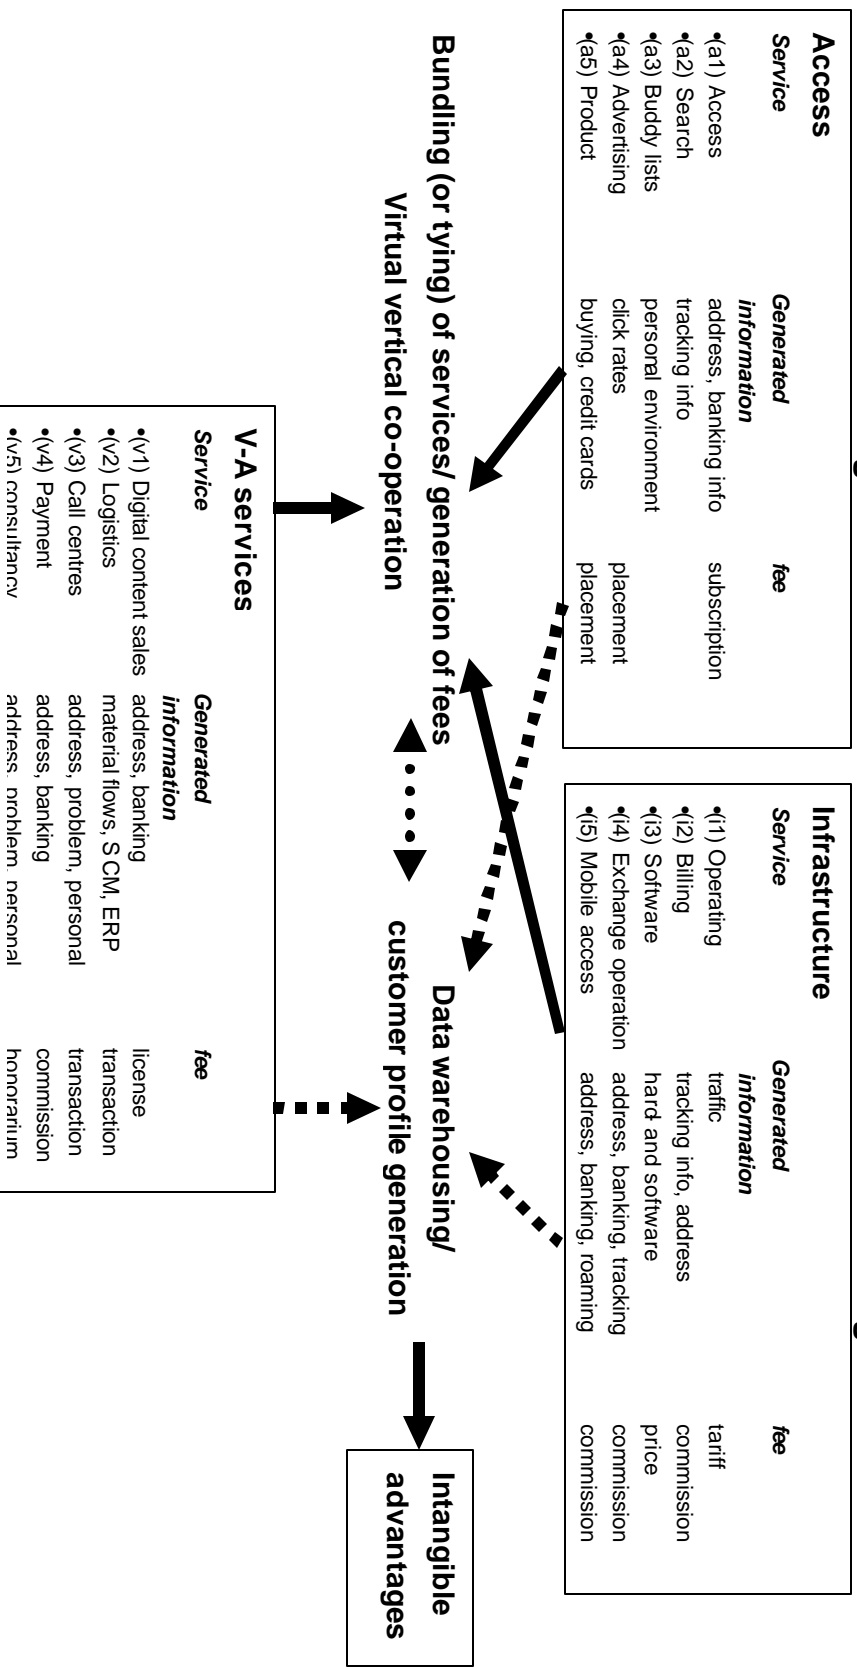 Access
Service Generated information fee
•(a1) Access address, banking info subscription
•(a2) Search tracking info
•(a3) Buddy lists personal environment
•(a4) Advertising click rates placement
•(a5) Product buying, credit cards placement
Infrastructure
Service Generated information fee
•(i1) Operating traffic tariff
•(i2) Billing tracking info, address commission
•(i3) Software hard- and software price
•(i4) Exchange operation address, banking, tracking commission
•(i5) Mobile access address, banking, roaming commission
Bundling (or tying) of services/ generation of fees
Virtual vertical co-operation
Data warehousing/
customer profile generation
Intangible
advantages
V-A services
Service Generated information fee
•(v1) Digital content sales address, banking license
•(v2) Logistics material flows, SCM, ERP transaction
•(v3) Call centres address, problem, personal transaction
•(v4) Payment address, banking commission
•(v5) consultancy address, problem, personal honorarium